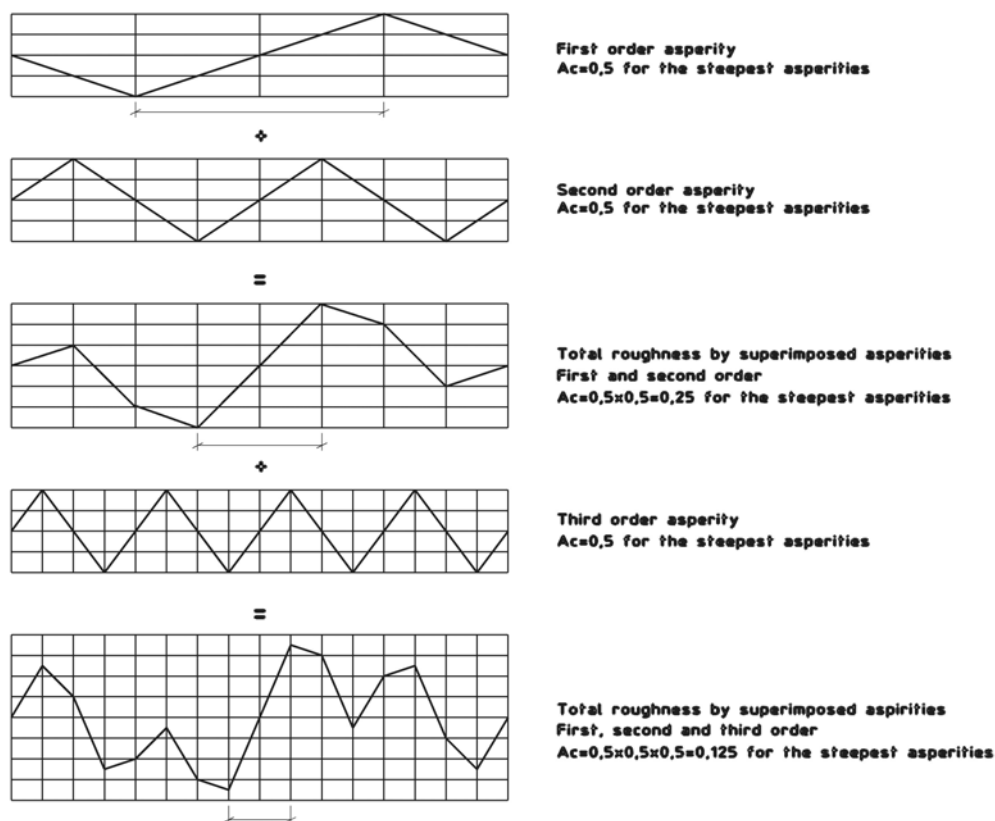 First order asperity
Ac=0,5 for the steepest asperities
+
Second order asperity
Ac=0,5 for the steepest asperities
=
Total roughness by superimposed asperities
First and second order
Ac=0,5x0,5=0,25 for the steepest asperities
+
Third order asperity
Ac=0,5 for the steepest asperities
=
Total roughness by superimposed aspirities
First, second and third order
Ac=0,5x0,5x0,5=0,125 for the steepest asperities